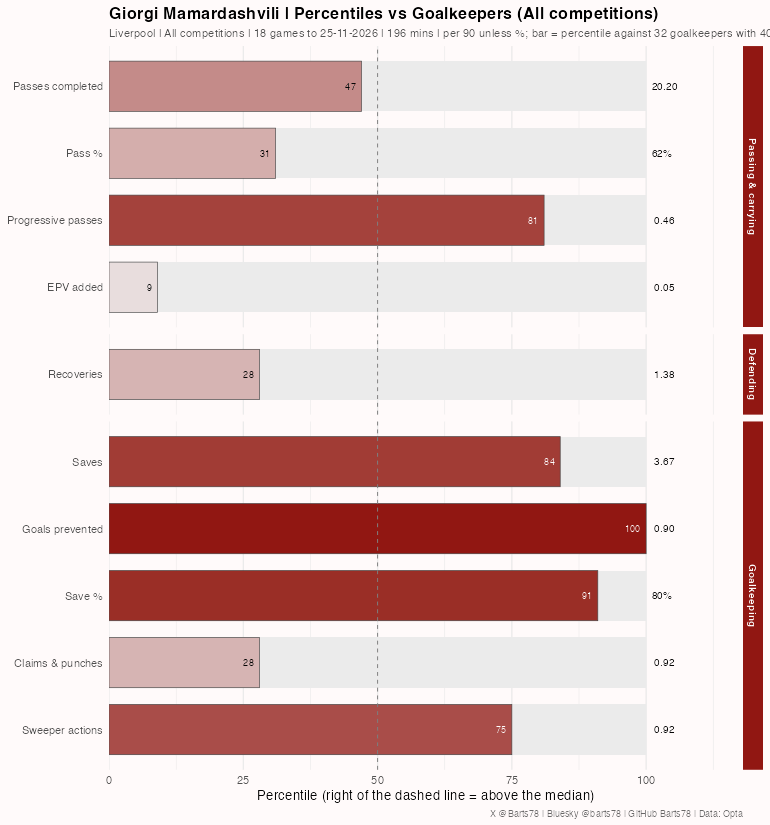 Giorgi Mamardashvili | Percentiles vs Goalkeepers (All competitions)
Liverpool | All competitions | 18 games to 25-11-2026 | 196 mins | per 90 unless %; bar = percentile against 32 goalkeepers with 40
Passes completed 47 20.20
Pass % 31 62%
Progressive passes 81 0.46
EPV added 9 0.05
Passing & carrying
Recoveries 28 1.38
Defending
Saves 84 3.67
Goals prevented 100 0.90
Save % 91 80%
Claims & punches 28 0.92
Sweeper actions 75 0.92
Goalkeeping
0 25 50 75 100
Percentile (right of the dashed line = above the median)
X @Barts78 | Bluesky @barts78 | GitHub Barts78 | Data: Opta